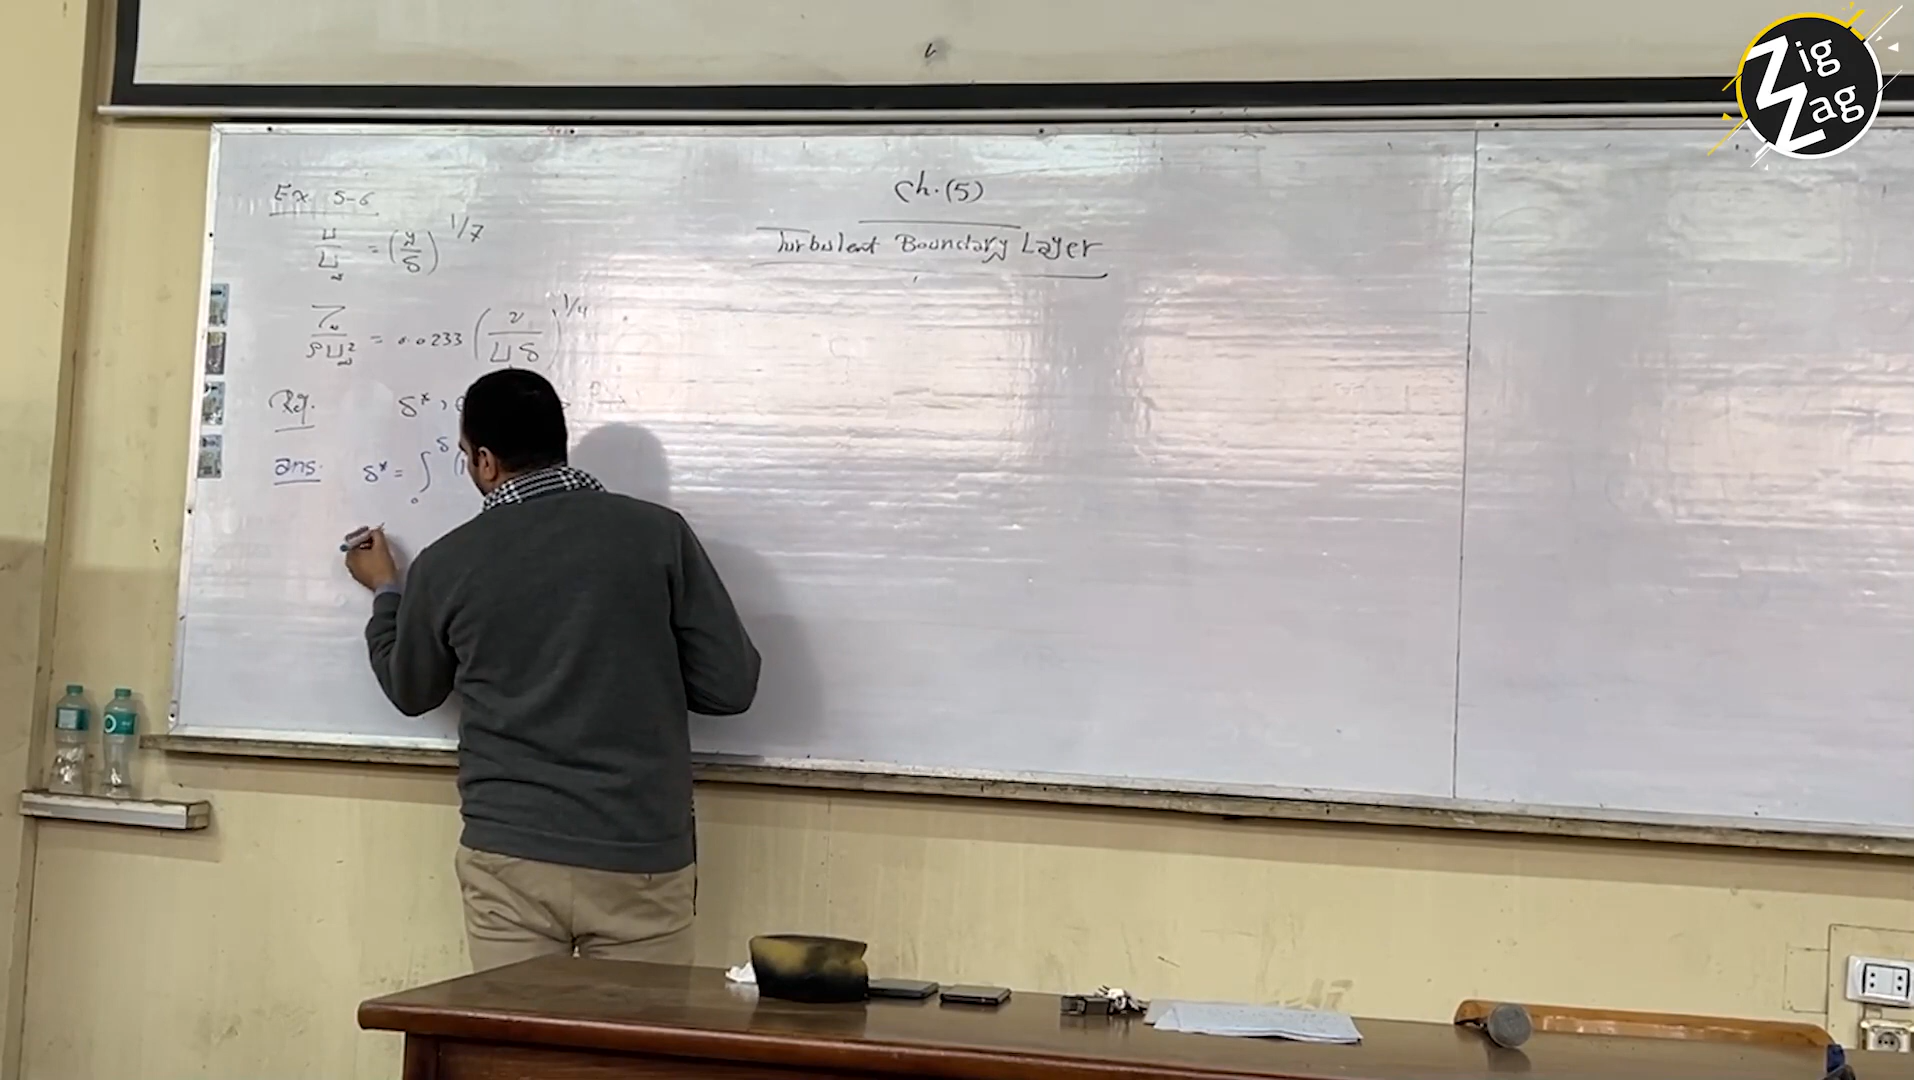 Zig
Zag
Ch.(5)
Turbulent Boundary Layer
Ex. 5-6
u/U∞ = (y/δ)^1/7
τw/ρU∞² = 0.0233 (ν/U δ)^1/4
Req. δ*,
ans. δ* = ∫₀^δ (1